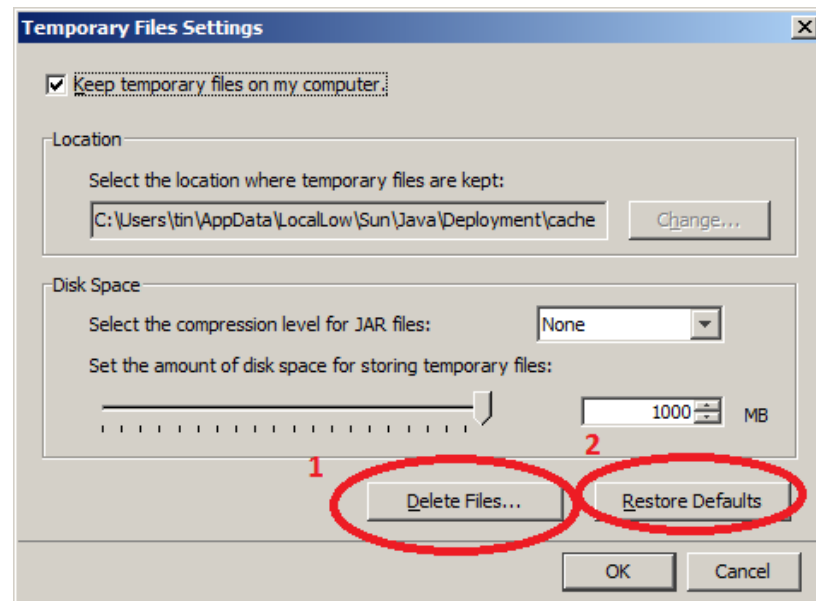 Temporary Files Settings
Keep temporary files on my computer.
Location
Select the location where temporary files are kept:
C:\Users\tin\AppData\LocalLow\Sun\Java\Deployment\cache
Change...
Disk Space
Select the compression level for JAR files:
None
Set the amount of disk space for storing temporary files:
1000
MB
1
2
Delete Files...
Restore Defaults
OK
Cancel